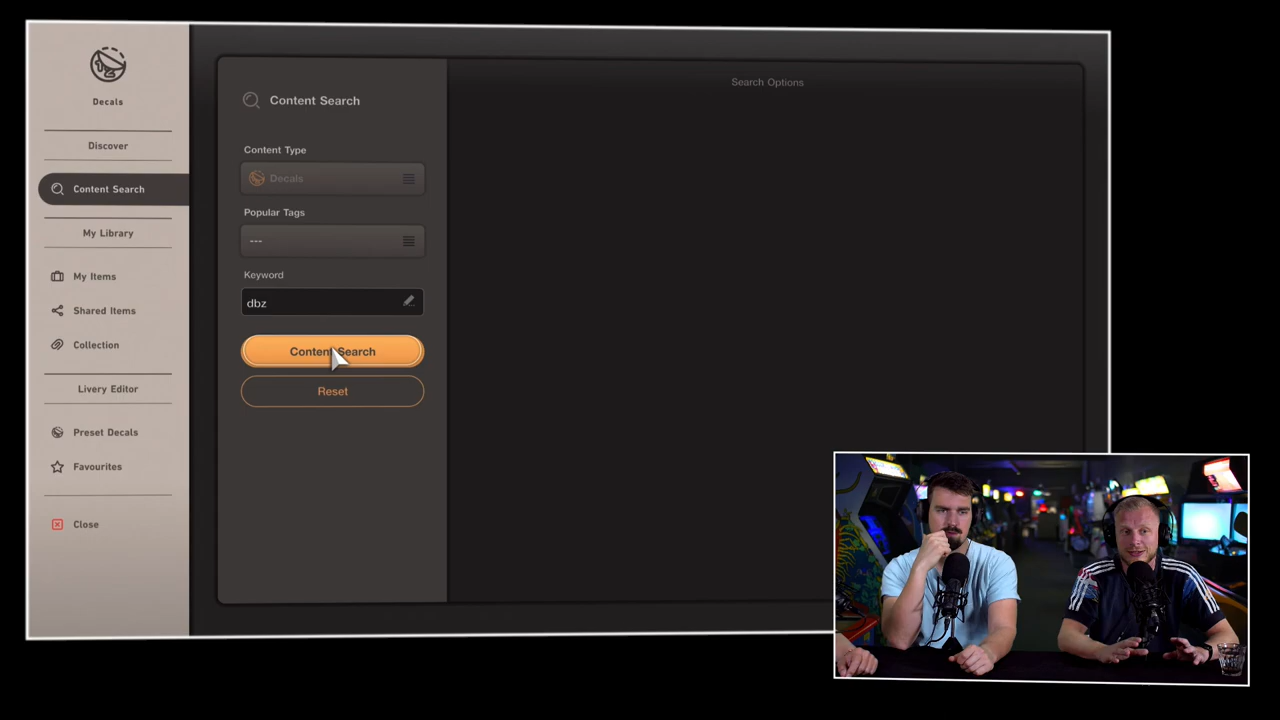 Decals
Discover
Content Search
My Library
My Items
Shared Items
Collection
Livery Editor
Preset Decals
Favourites
Close
Content Search
Content Type
Decals
Popular Tags
---
Keyword
dbz
Content Search
Reset
Search Options